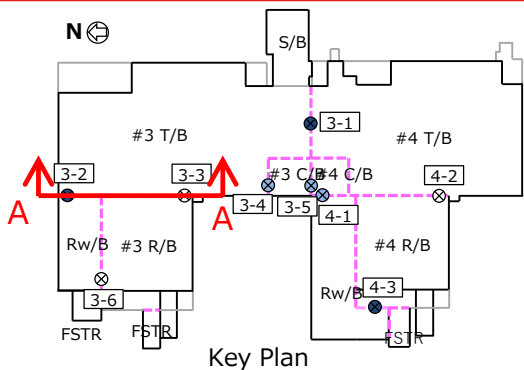 N
S/B
#3 T/B
3-1
#4 T/B
3-2
3-3
#3 C/B
#4 C/B
4-2
A
A
3-4
3-5
4-1
Rw/B
#3 R/B
#4 R/B
3-6
Rw/B
4-3
FSTR
FSTR
FSTR
Key Plan